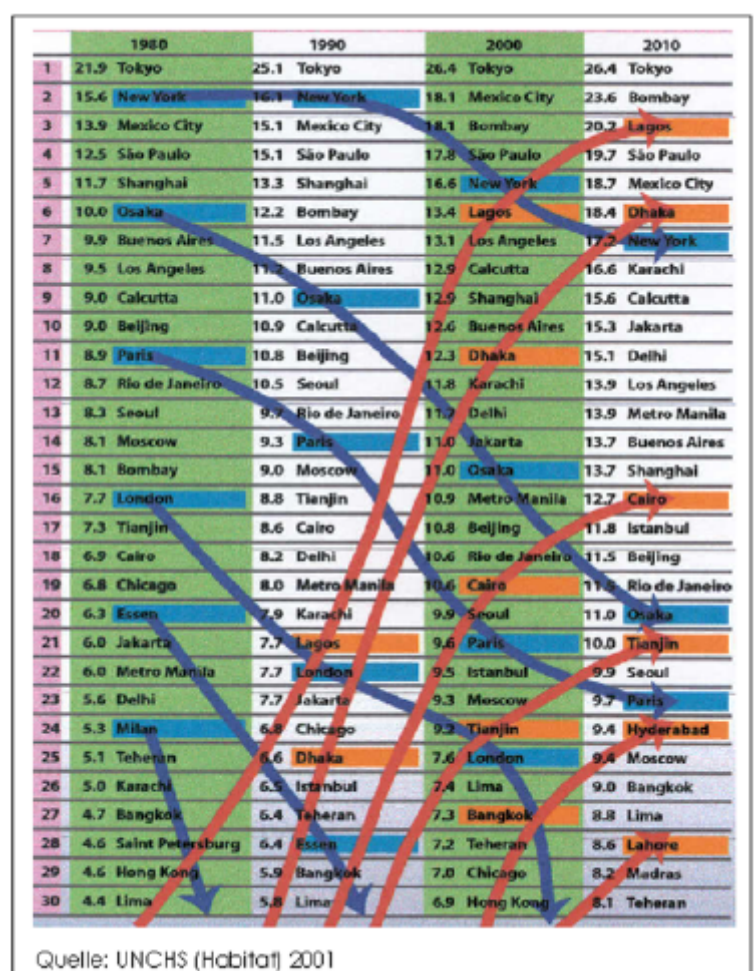 1980 1990 2000 2010
1 21.9 Tokyo 25.1 Tokyo 26.4 Tokyo 26.4 Tokyo
2 15.6 New York 16.1 New York 18.1 Mexico City 23.6 Bombay
3 13.9 Mexico City 15.1 Mexico City 18.1 Bombay 20.2 Lagos
4 12.5 São Paulo 15.1 São Paulo 17.8 São Paulo 19.7 São Paulo
5 11.7 Shanghai 13.3 Shanghai 16.6 New York 18.7 Mexico City
6 10.0 Osaka 12.2 Bombay 13.4 Lagos 18.4 Dhaka
7 9.9 Buenos Aires 11.5 Los Angeles 13.1 Los Angeles 17.2 New York
8 9.5 Los Angeles 11.2 Buenos Aires 12.9 Calcutta 16.6 Karachi
9 9.0 Calcutta 11.0 Osaka 12.9 Shanghai 15.6 Calcutta
10 9.0 Beijing 10.9 Calcutta 12.6 Buenos Aires 15.3 Jakarta
11 8.9 Paris 10.8 Beijing 12.3 Dhaka 15.1 Delhi
12 8.7 Rio de Janeiro 10.5 Seoul 11.8 Karachi 13.9 Los Angeles
13 8.3 Seoul 9.7 Rio de Janeiro 11.7 Delhi 13.9 Metro Manila
14 8.1 Moscow 9.3 Paris 11.0 Jakarta 13.7 Buenos Aires
15 8.1 Bombay 9.0 Moscow 11.0 Osaka 13.7 Shanghai
16 7.7 London 8.8 Tianjin 10.9 Metro Manila 12.7 Cairo
17 7.3 Tianjin 8.6 Cairo 10.8 Beijing 11.8 Istanbul
18 6.9 Cairo 8.2 Delhi 10.6 Rio de Janeiro 11.5 Beijing
19 6.8 Chicago 8.0 Metro Manila 10.6 Cairo 11.5 Rio de Janeiro
20 6.3 Essen 7.9 Karachi 9.9 Seoul 11.0 Osaka
21 6.0 Jakarta 7.7 Lagos 9.6 Paris 10.0 Tianjin
22 6.0 Metro Manila 7.7 London 9.5 Istanbul 9.9 Seoul
23 5.6 Delhi 7.7 Jakarta 9.3 Moscow 9.7 Paris
24 5.3 Milan 6.8 Chicago 9.2 Tianjin 9.4 Hyderabad
25 5.1 Teheran 6.6 Dhaka 7.6 London 9.4 Moscow
26 5.0 Karachi 6.5 Istanbul 7.4 Lima 9.0 Bangkok
27 4.7 Bangkok 6.4 Teheran 7.3 Bangkok 8.8 Lima
28 4.6 Saint Petersburg 6.4 Essen 7.2 Teheran 8.6 Lahore
29 4.6 Hong Kong 5.9 Bangkok 7.0 Chicago 8.2 Madras
30 4.4 Lima 5.8 Lima 6.9 Hong Kong 8.1 Teheran
Quelle: UNCHS (Habitat) 2001